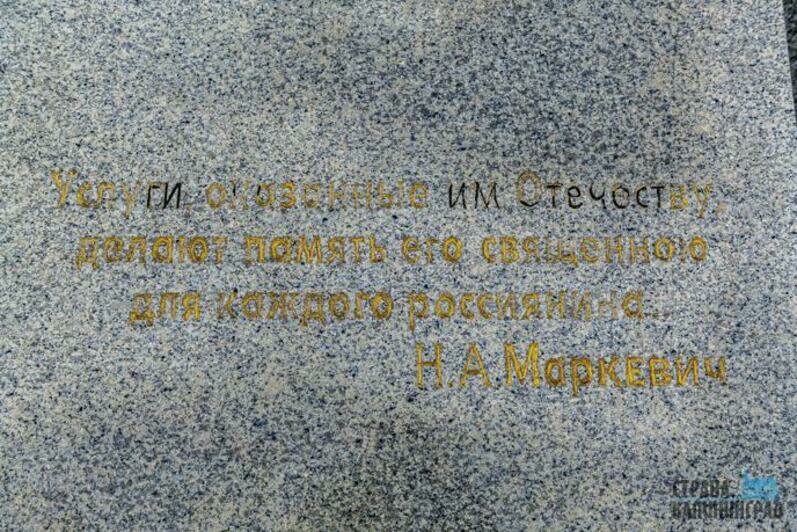 Услуги, оказанные им Отечеству,
делают память его священною
для каждого россиянина...
Н.А.Маркевич
СТРАНА
КАЛИНИНГРАД